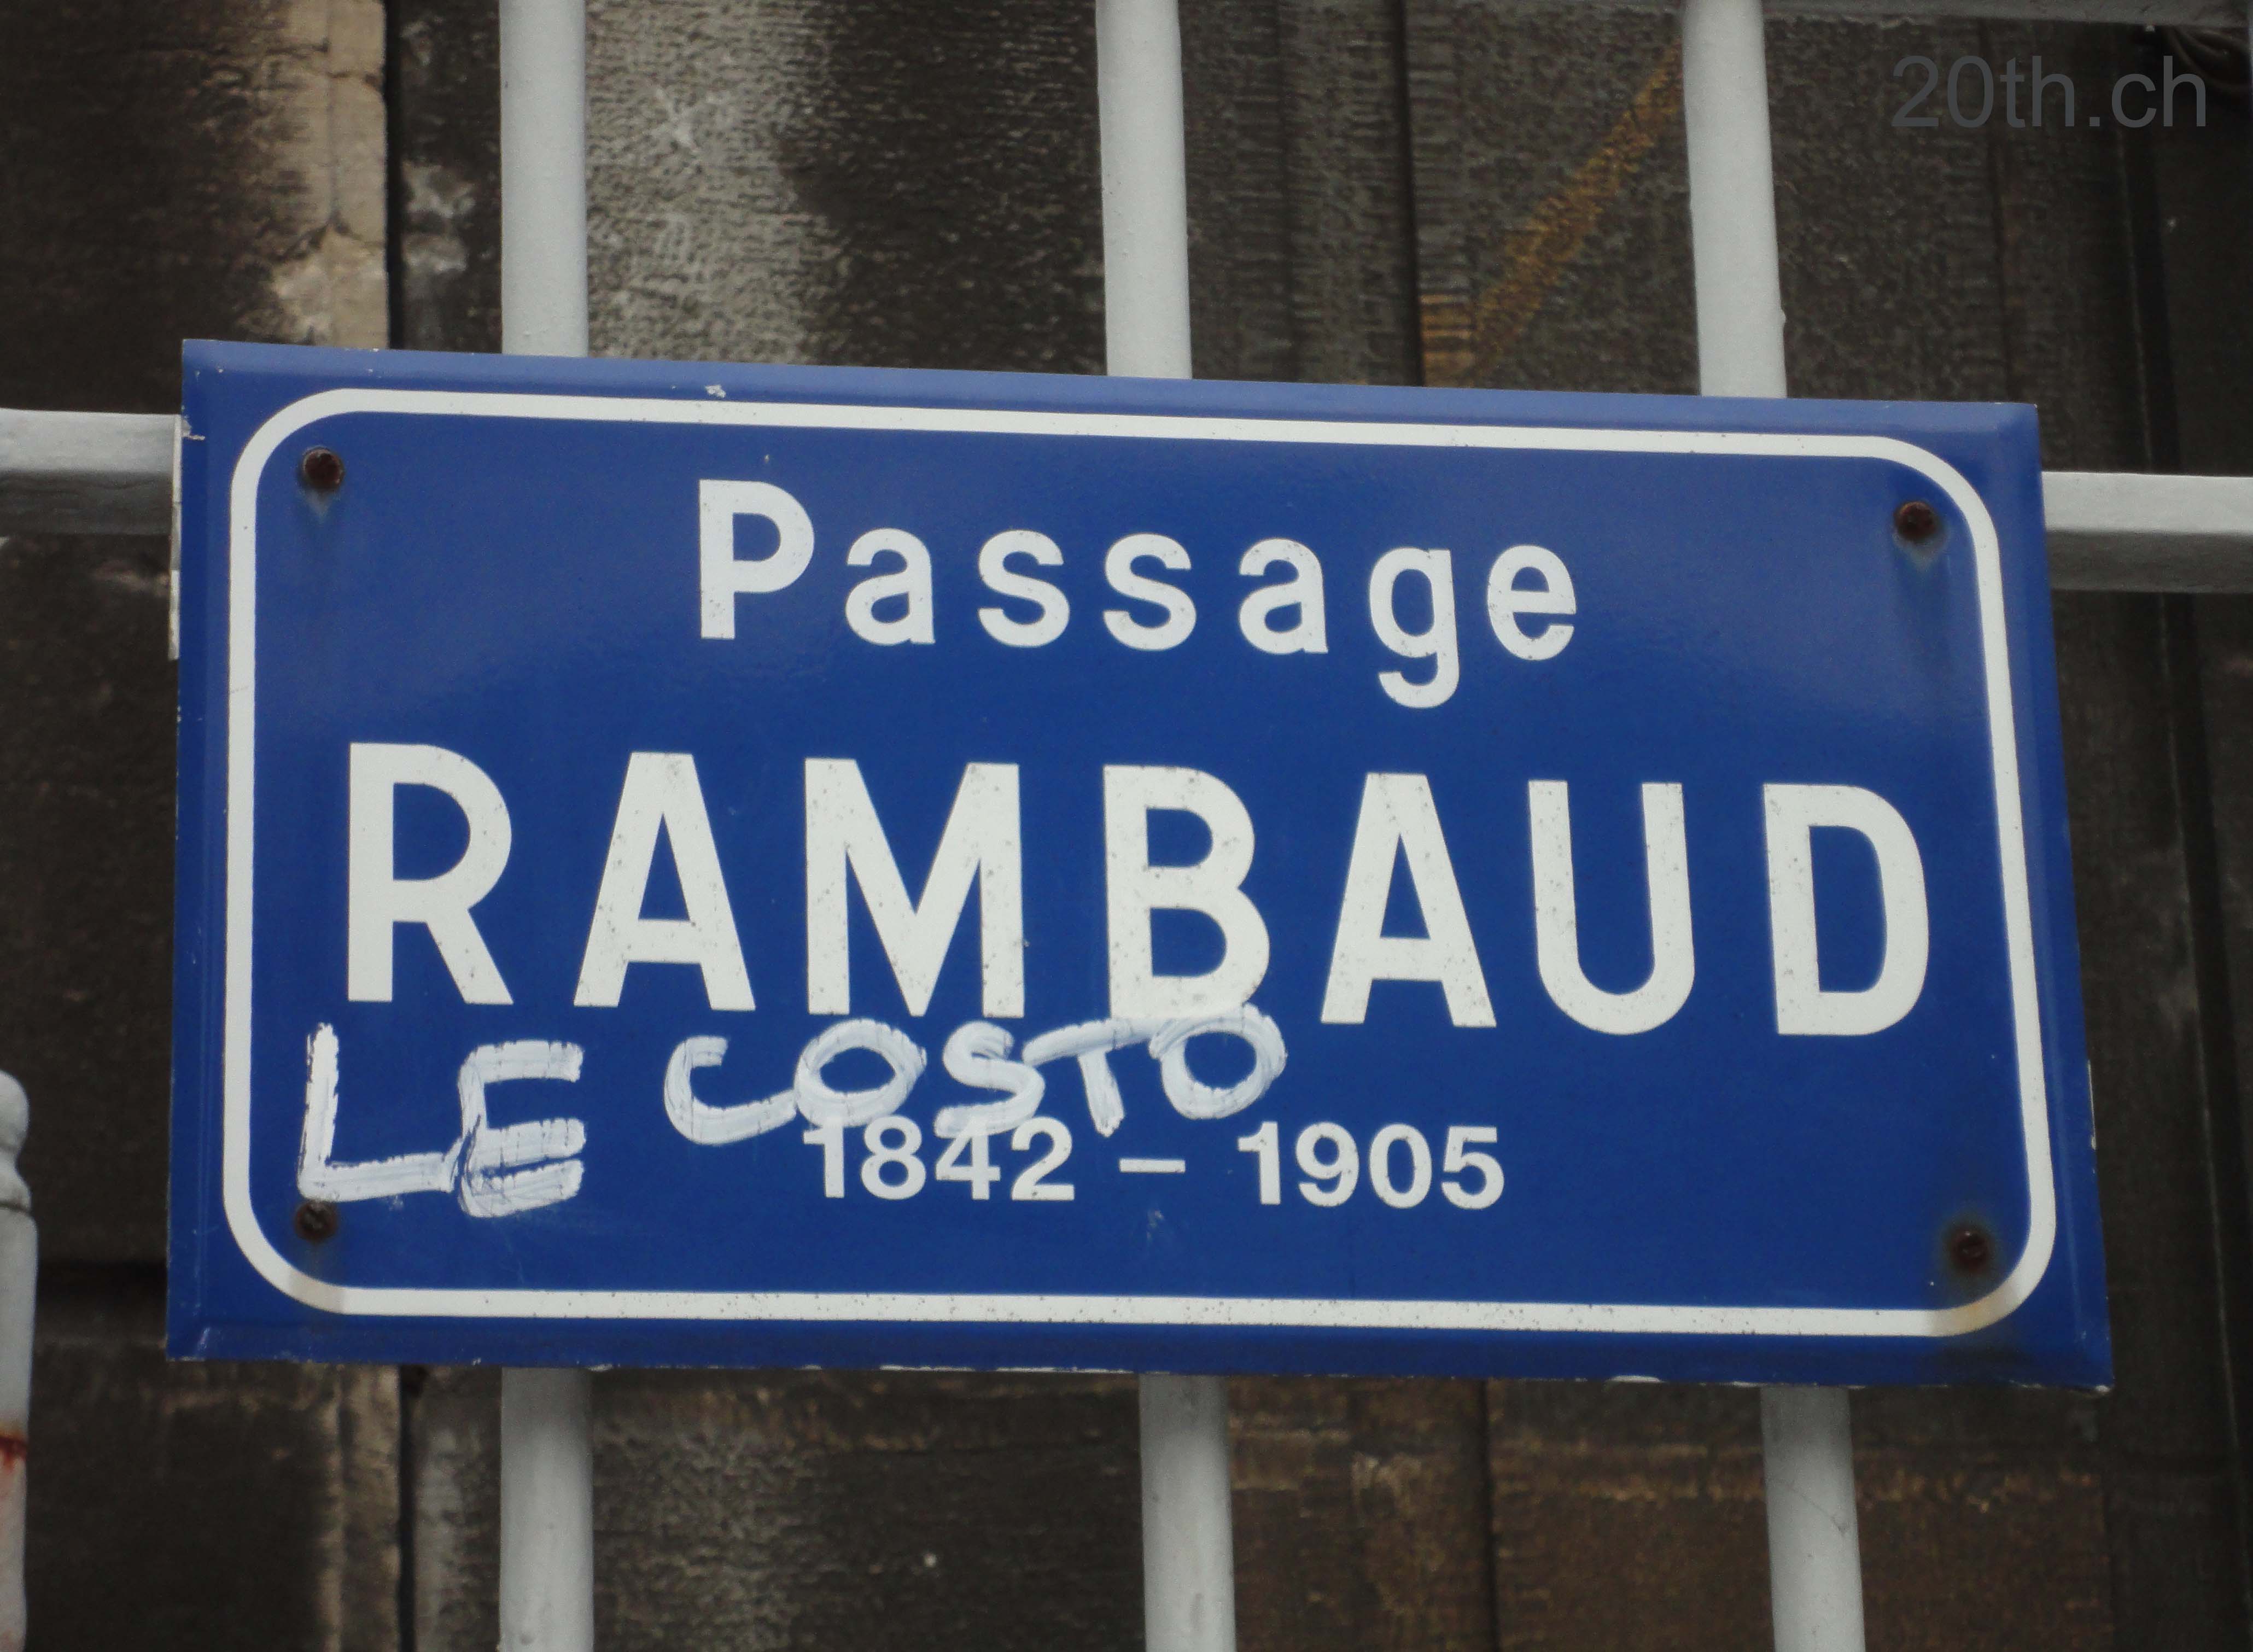 20th.ch
Passage
RAMBAUD
LE COSTO
1842 – 1905